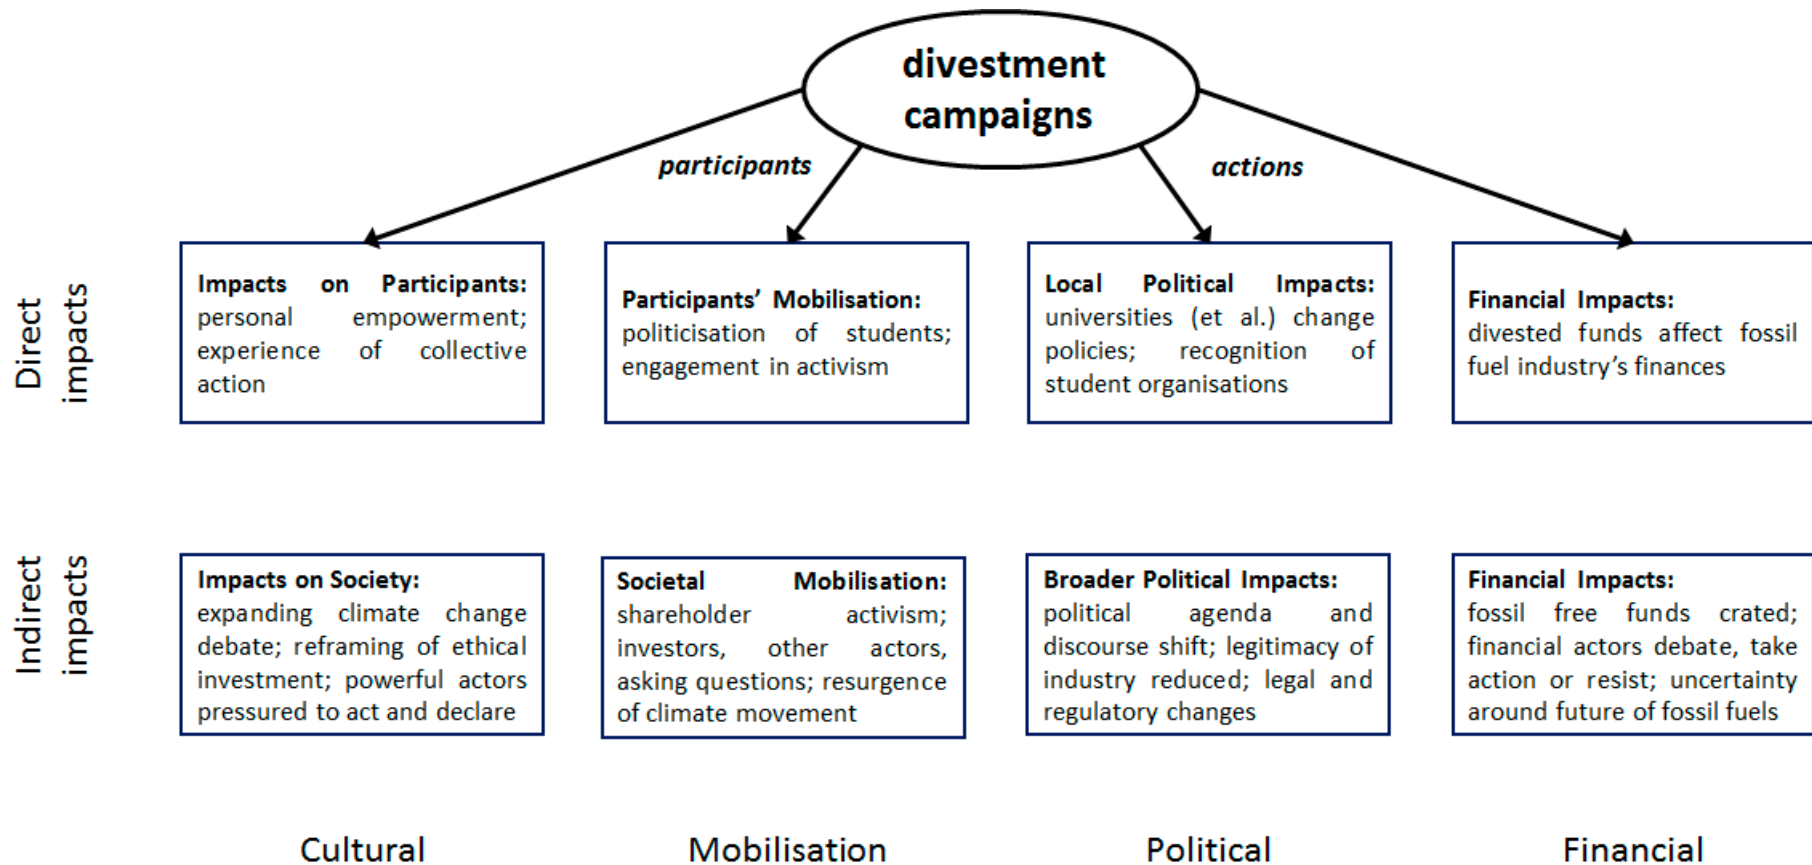 divestment
campaigns
participants
actions
Direct
impacts
Impacts on Participants:
personal empowerment;
experience of collective
action
Participants' Mobilisation:
politicisation of students;
engagement in activism
Local Political Impacts:
universities (et al.) change
policies; recognition of
student organisations
Financial Impacts:
divested funds affect fossil
fuel industry's finances
Indirect
impacts
Impacts on Society:
expanding climate change
debate; reframing of ethical
investment; powerful actors
pressured to act and declare
Societal Mobilisation:
shareholder activism;
investors, other actors,
asking questions; resurgence
of climate movement
Broader Political Impacts:
political agenda and
discourse shift; legitimacy of
industry reduced; legal and
regulatory changes
Financial Impacts:
fossil free funds crated;
financial actors debate, take
action or resist; uncertainty
around future of fossil fuels
Cultural
Mobilisation
Political
Financial